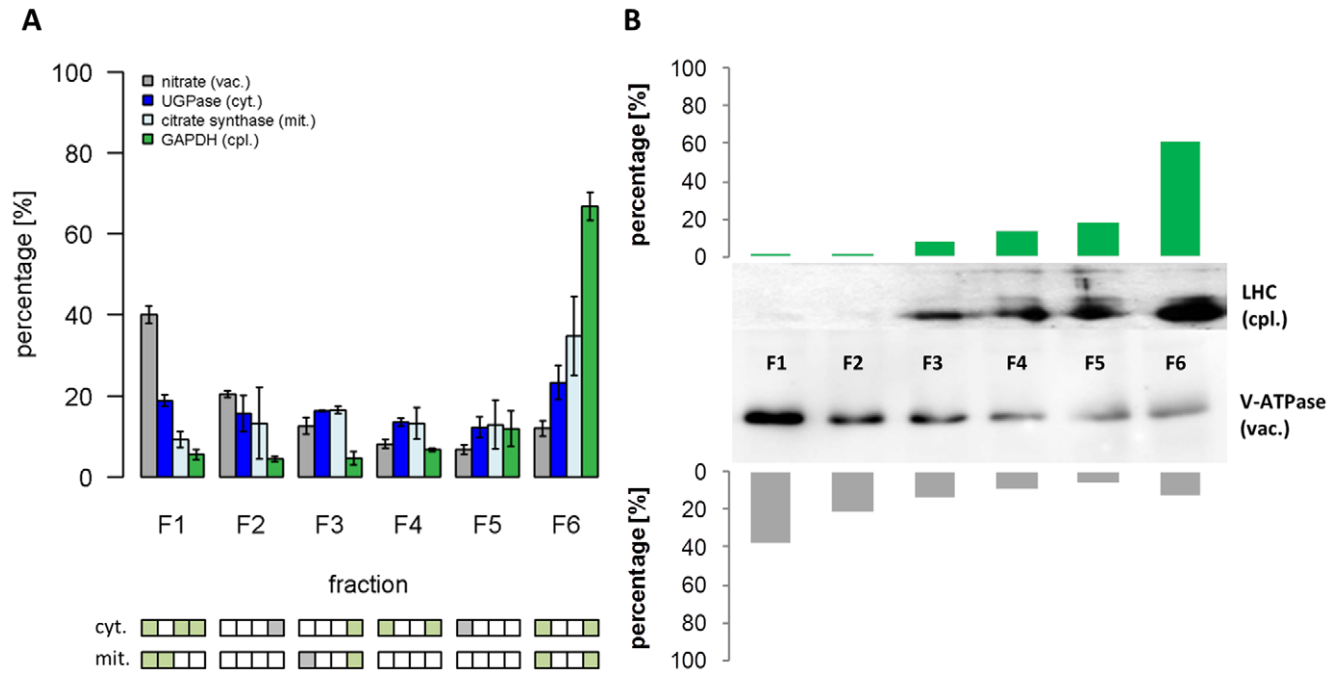 A
percentage [%]
100
80
60
40
20
0
nitrate (vac.)
UGPase (cyt.)
citrate synthase (mit.)
GAPDH (cpl.)
F1 F2 F3 F4 F5 F6
fraction
cyt.
mit.
B
percentage [%]
100
80
60
40
20
0
LHC
(cpl.)
F1 F2 F3 F4 F5 F6
V-ATPase
(vac.)
percentage [%]
0
20
40
60
80
100